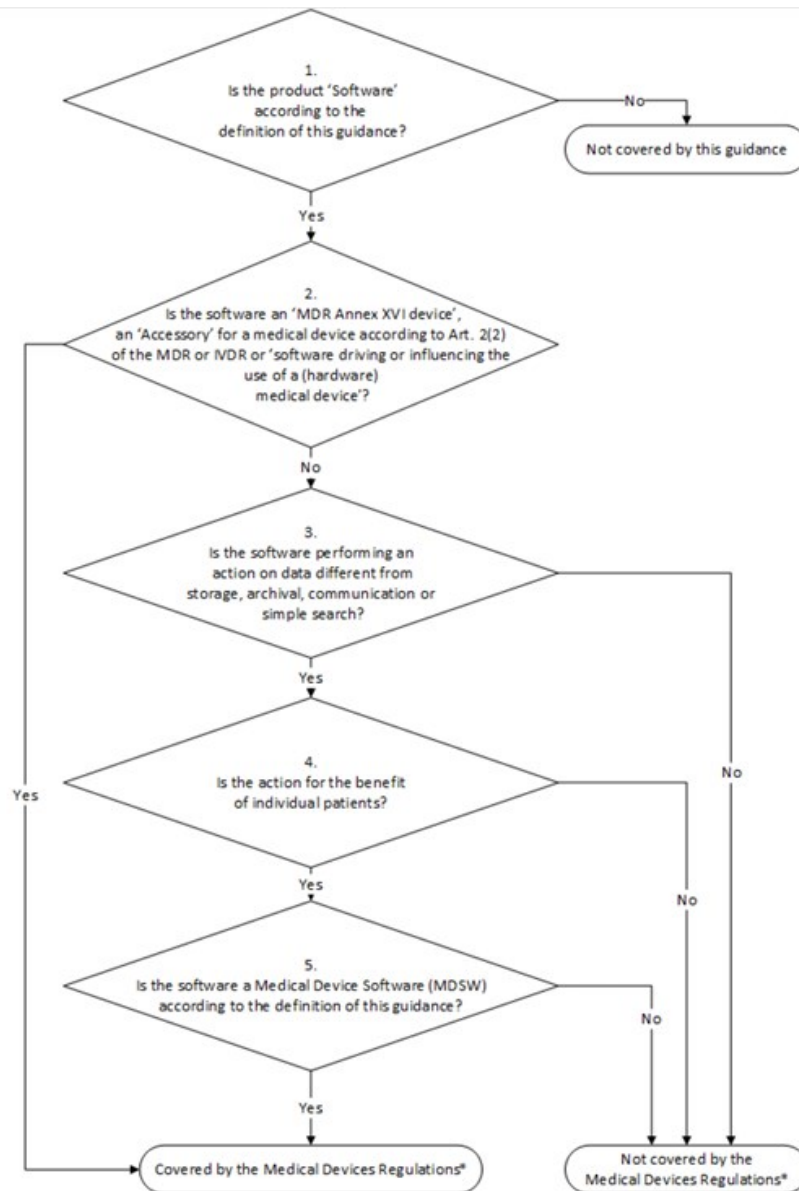 1.
Is the product ‘Software’
according to the
definition of this guidance?
No
Not covered by this guidance
Yes
2.
Is the software an ‘MDR Annex XVI device’,
an ‘Accessory’ for a medical device according to Art. 2(2)
of the MDR or IVDR or ‘software driving or influencing the
use of a (hardware)
medical device’?
No
3.
Is the software performing an
action on data different from
storage, archival, communication or
simple search?
Yes
No
4.
Is the action for the benefit
of individual patients?
Yes
Yes
No
5.
Is the software a Medical Device Software (MDSW)
according to the definition of this guidance?
No
Yes
Covered by the Medical Devices Regulations*
Not covered by the
Medical Devices Regulations*